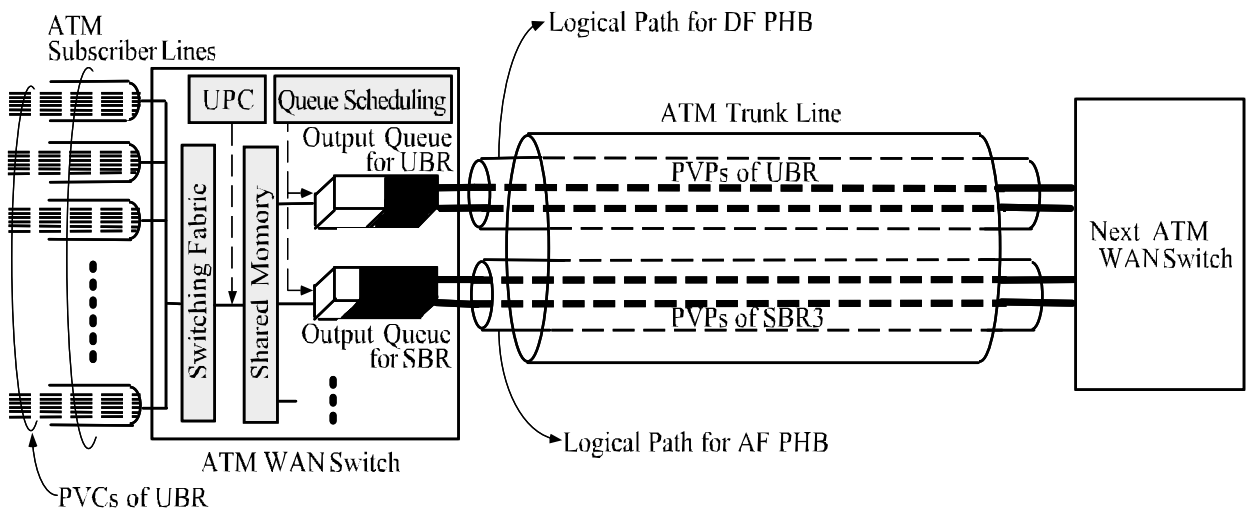 ATM
Subscriber Lines
UPC
Queue Scheduling
Output Queue
for UBR
Switching Fabric
Shared Momory
Output Queue
for SBR
ATM WAN Switch
PVCs of UBR
Logical Path for DF PHB
ATM Trunk Line
PVPs of UBR
PVPs of SBR3
Logical Path for AF PHB
Next ATM
WAN Switch